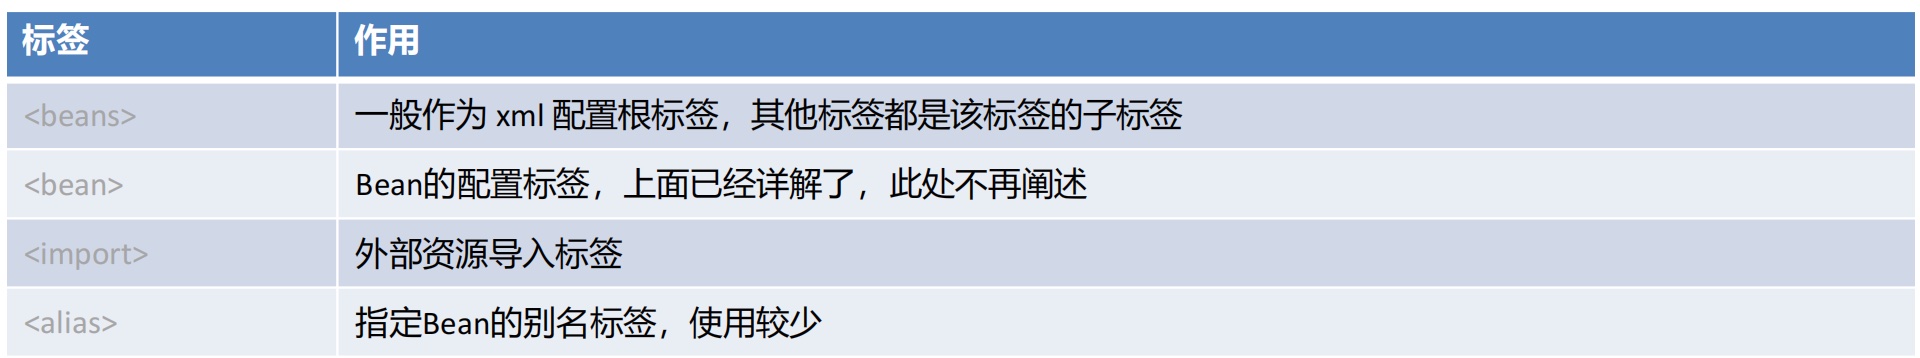 标签 作用
<beans> 一般作为 xml 配置根标签，其他标签都是该标签的子标签
<bean> Bean的配置标签，上面已经详解了，此处不再阐述
<import> 外部资源导入标签
<alias> 指定Bean的别名标签，使用较少